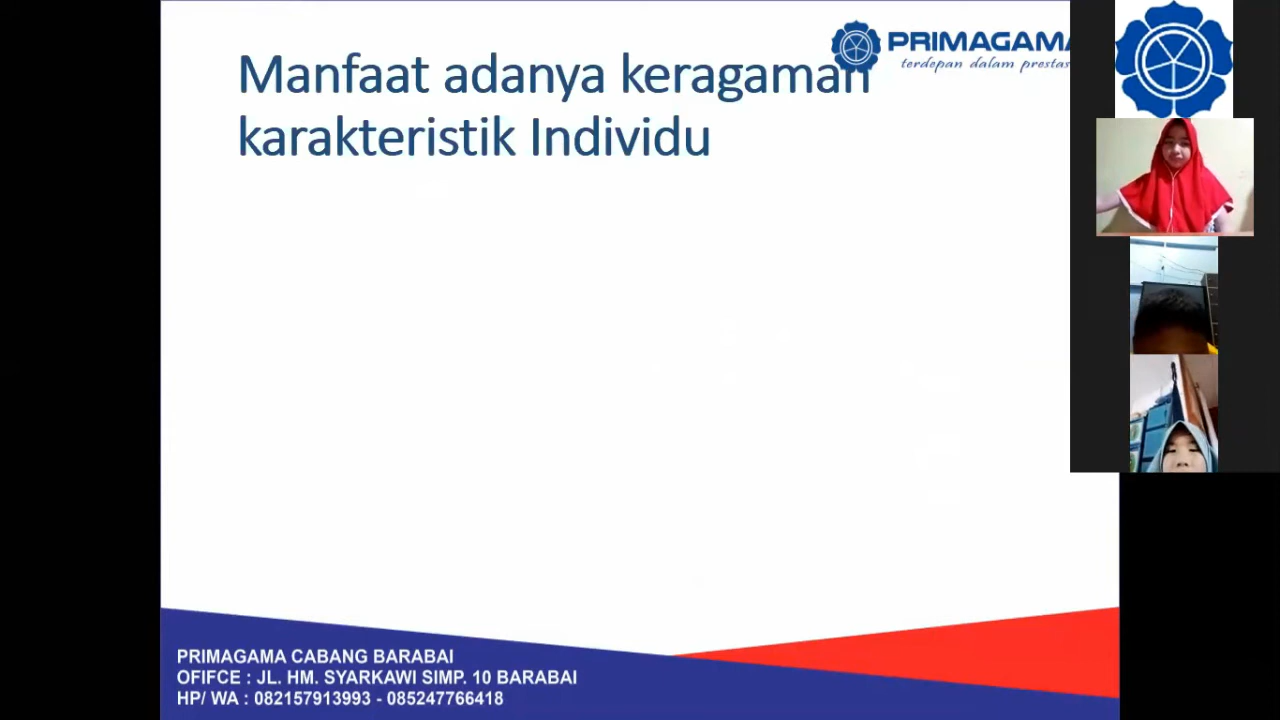 Manfaat adanya keragaman
karakteristik Individu
PRIMAGAMA
terdepan dalam prestas
PRIMAGAMA CABANG BARABAI
OFIFCE : JL. HM. SYARKAWI SIMP. 10 BARABAI
HP/ WA : 082157913993 - 085247766418